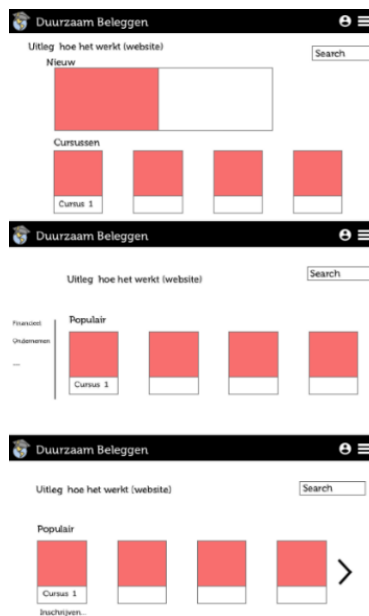 Duurzaam Beleggen
Uitleg hoe het werkt (website)
Search
Nieuw
Cursussen
Cursus 1
Duurzaam Beleggen
Uitleg hoe het werkt (website)
Search
Financieel
Populair
Ondernemen
Cursus 1
Duurzaam Beleggen
Uitleg hoe het werkt (website)
Search
Populair
Cursus 1
Inschrijven...